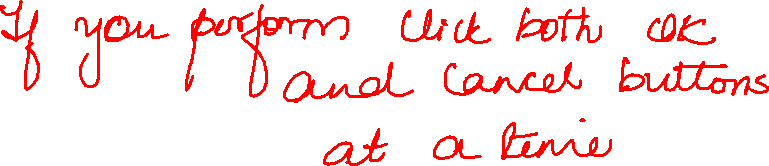 If you perform click both OK
and cancel buttons
at a time